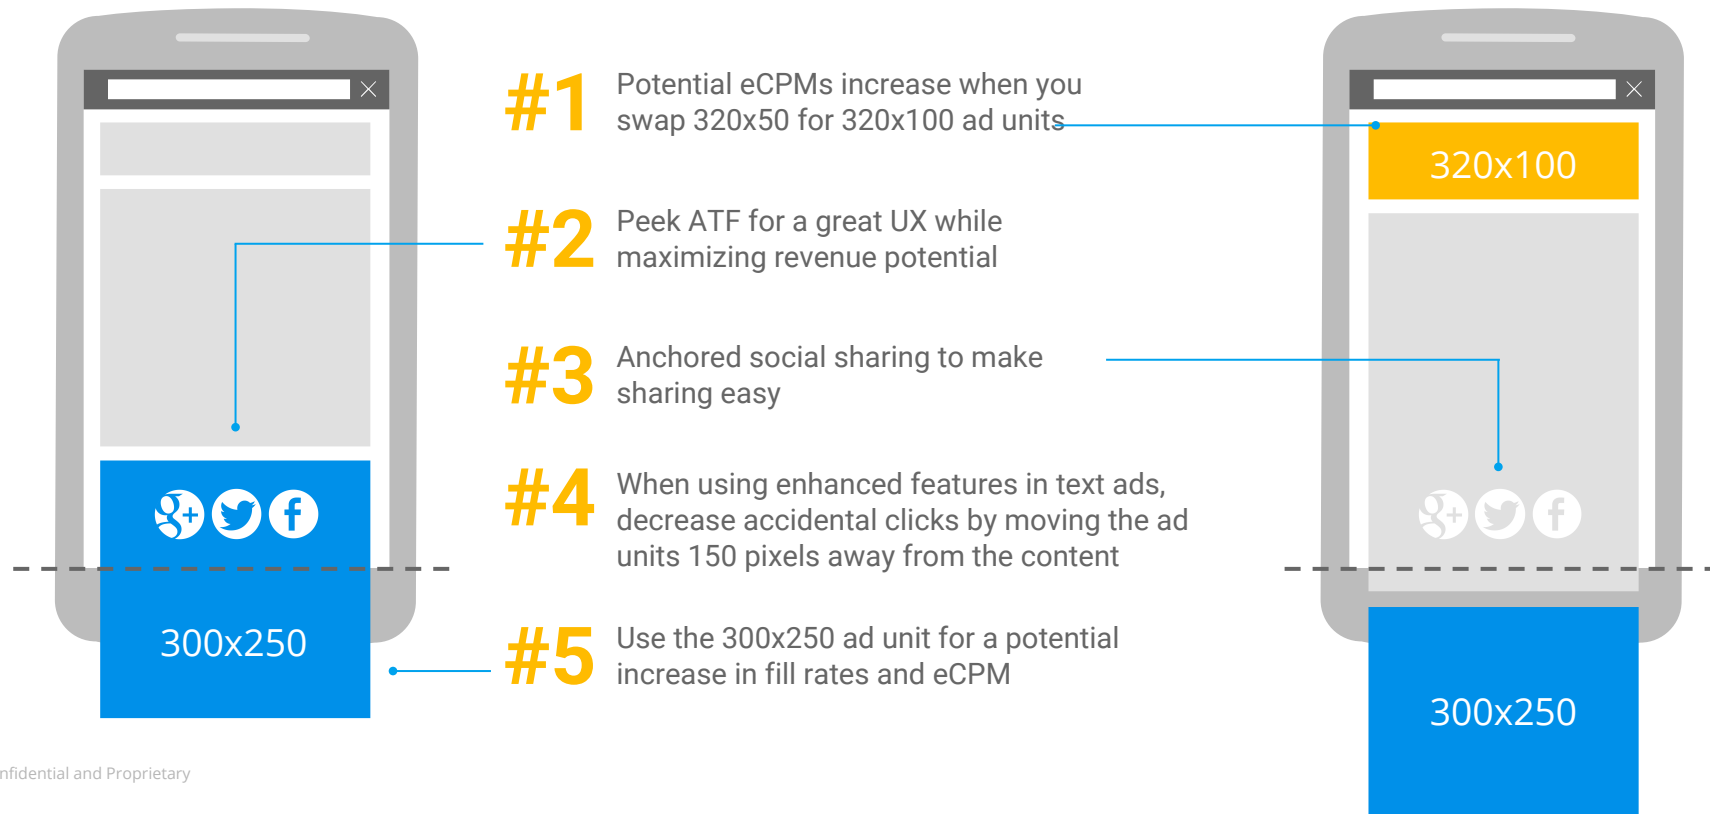 #1
Potential eCPMs increase when you
swap 320x50 for 320x100 ad units
#2
Peek ATF for a great UX while
maximizing revenue potential
#3
Anchored social sharing to make
sharing easy
#4
When using enhanced features in text ads,
decrease accidental clicks by moving the ad
units 150 pixels away from the content
#5
Use the 300x250 ad unit for a potential
increase in fill rates and eCPM
300x250
320x100
300x250
and Proprietary